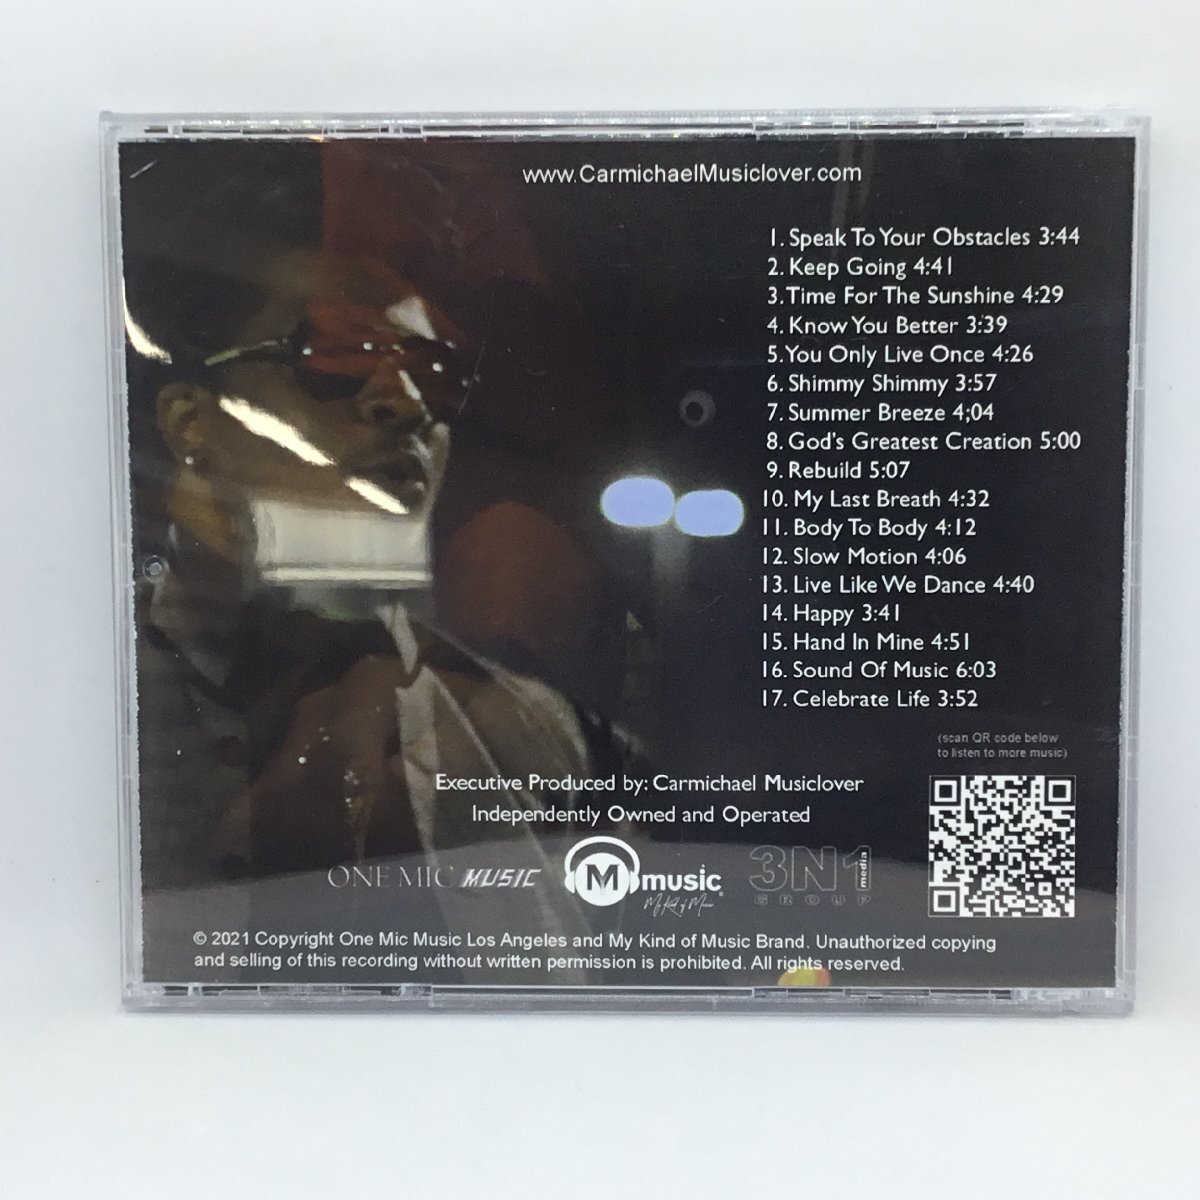 www.CarmichaelMusiclover.com
1. Speak To Your Obstacles 3:44
2. Keep Going 4:41
3. Time For The Sunshine 4:29
4. Know You Better 3:39
5. You Only Live Once 4:26
6. Shimmy Shimmy 3:57
7. Summer Breeze 4;04
8. God's Greatest Creation 5:00
9. Rebuild 5:07
10. My Last Breath 4:32
11. Body To Body 4:12
12. Slow Motion 4:06
13. Live Like We Dance 4:40
14. Happy 3:41
15. Hand In Mine 4:51
16. Sound Of Music 6:03
17. Celebrate Life 3:52
(scan QR code below
to listen to more music)
Executive Produced by: Carmichael Musiclover
Independently Owned and Operated
ONE MIC MUSIC
M music
My Kind of Music
3N1 media
GROUP
© 2021 Copyright One Mic Music Los Angeles and My Kind of Music Brand. Unauthorized copying
and selling of this recording without written permission is prohibited. All rights reserved.